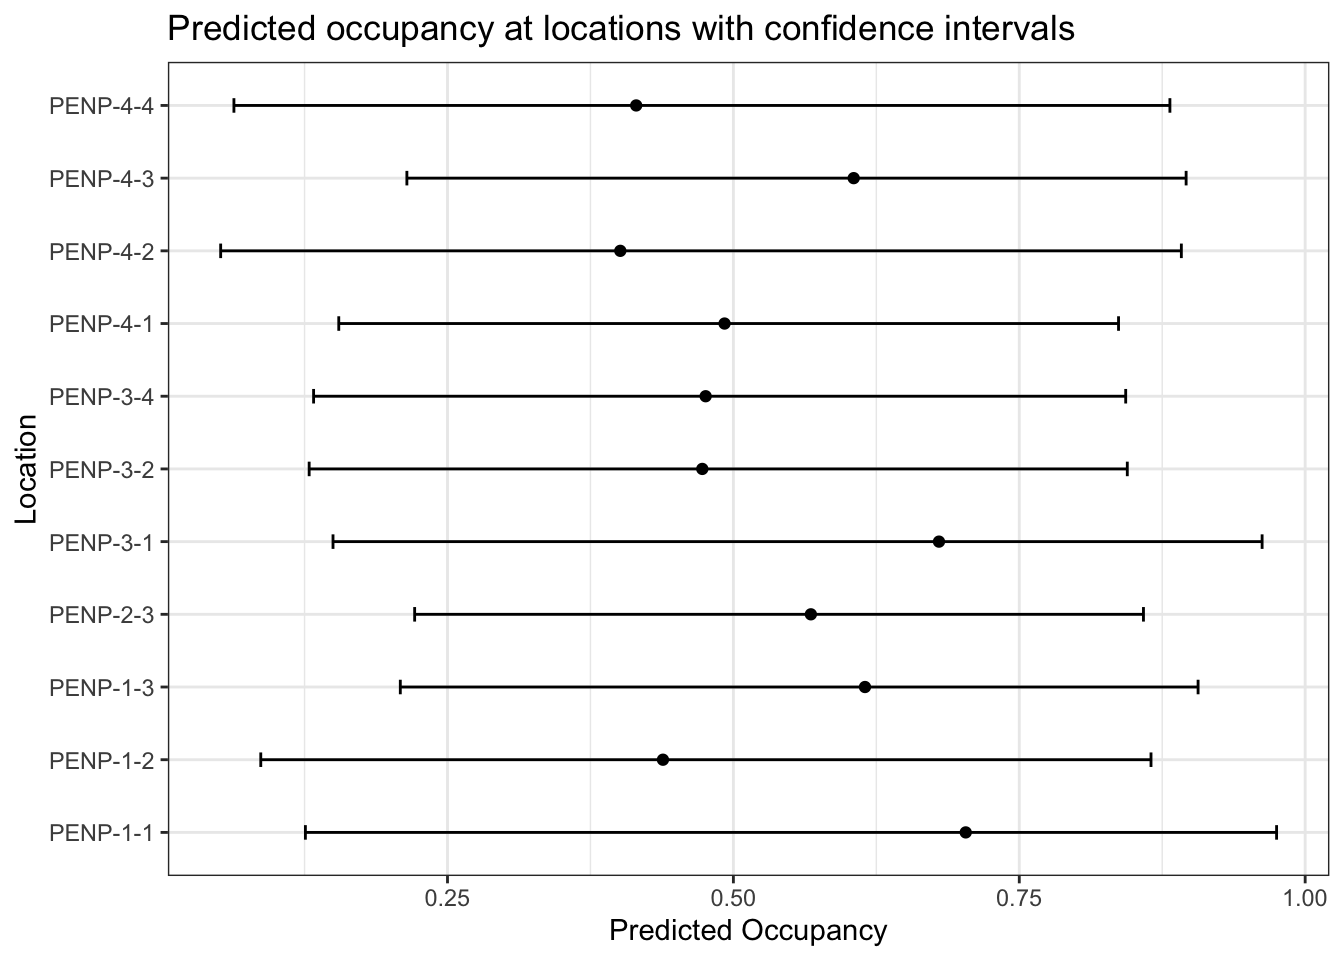 Predicted occupancy at locations with confidence intervals
Location
PENP-4-4
PENP-4-3
PENP-4-2
PENP-4-1
PENP-3-4
PENP-3-2
PENP-3-1
PENP-2-3
PENP-1-3
PENP-1-2
PENP-1-1
0.25 0.50 0.75 1.00
Predicted Occupancy